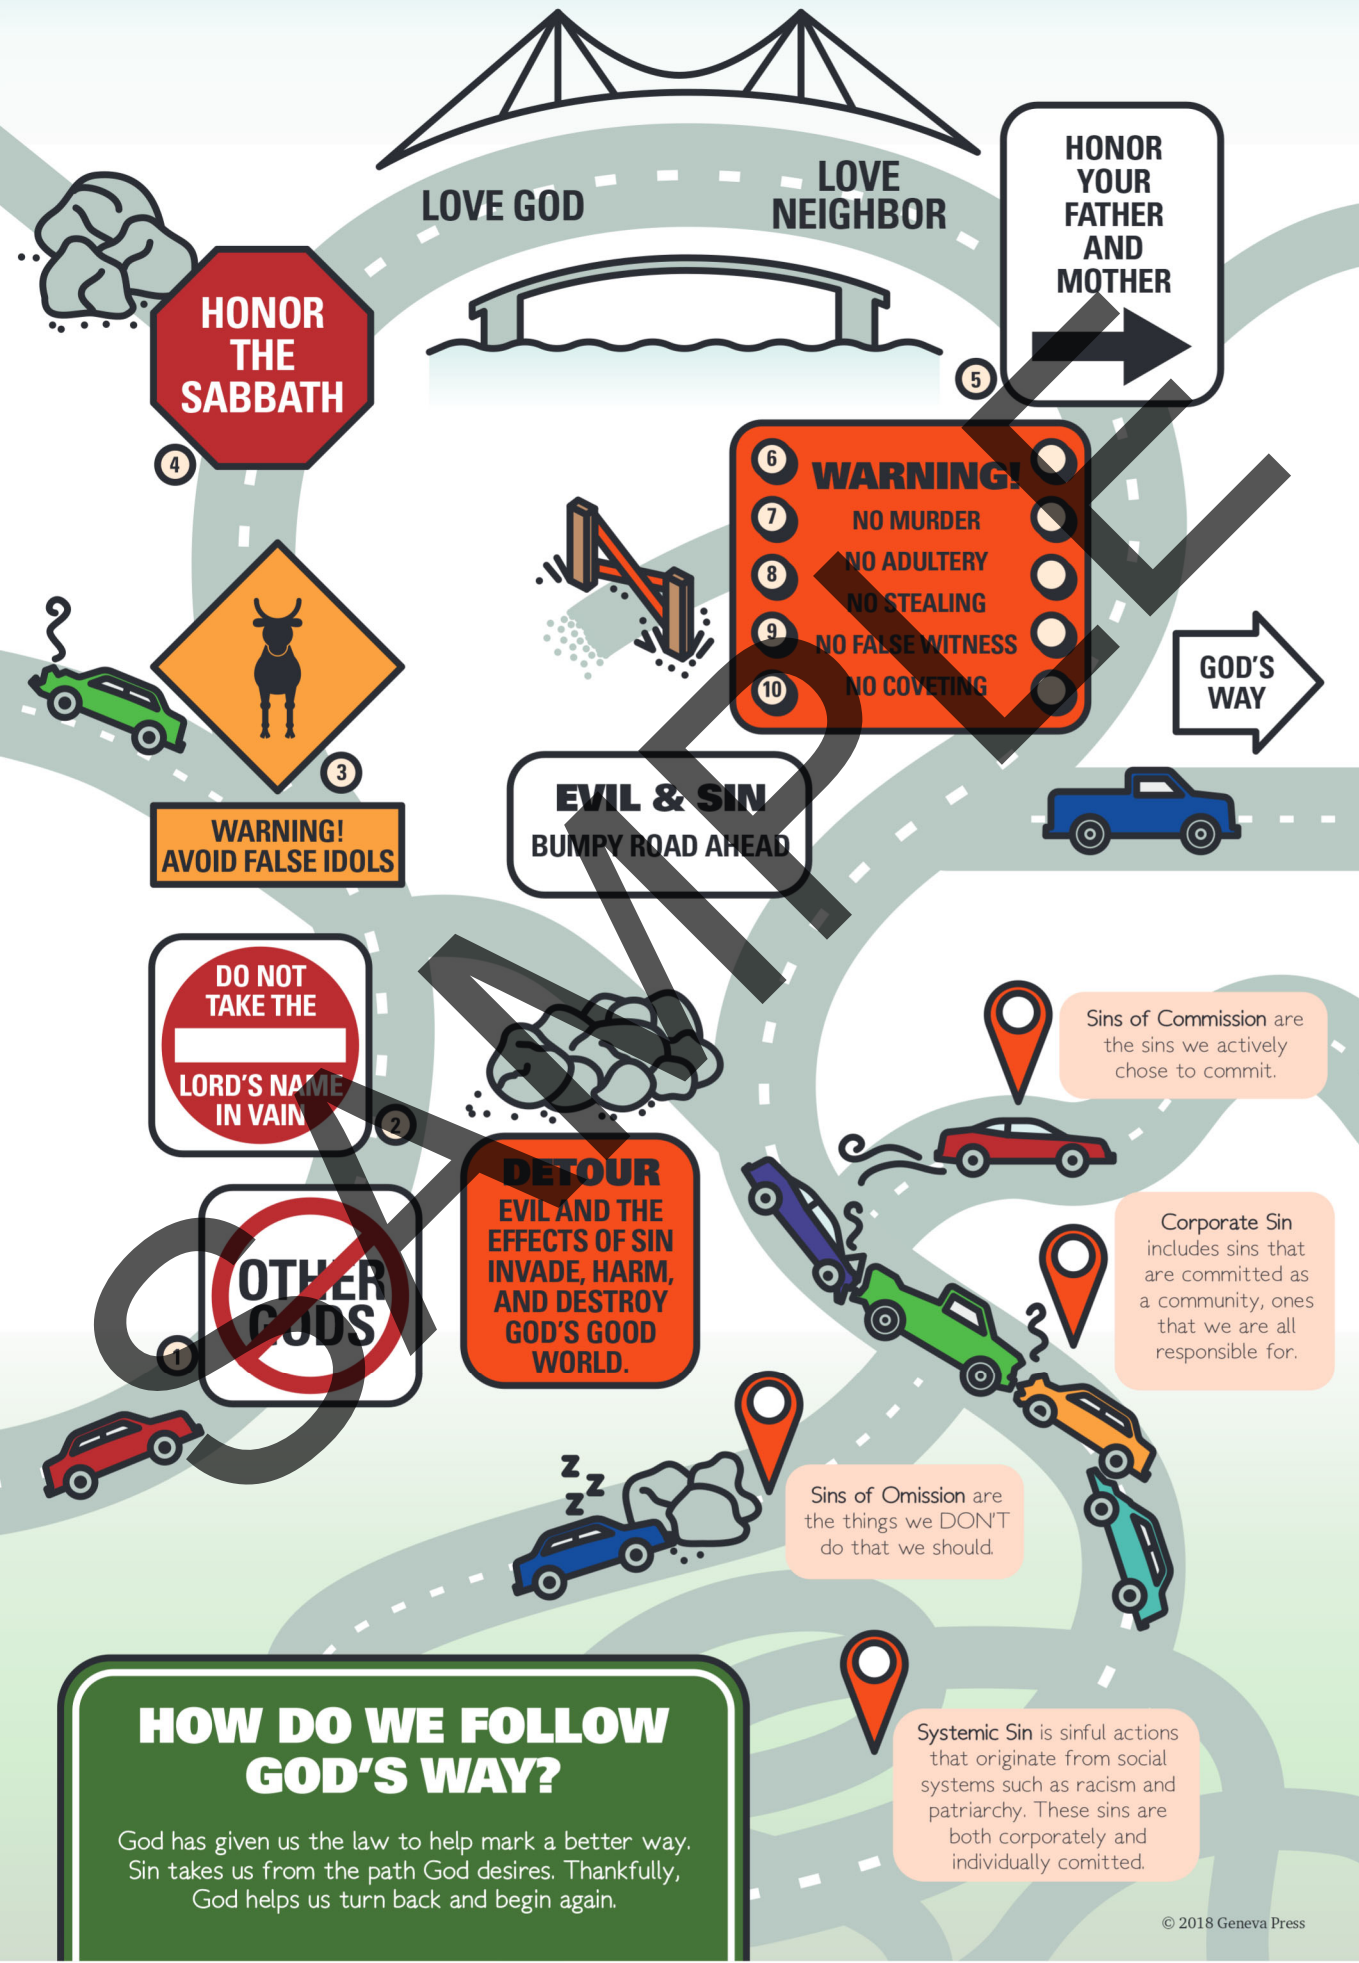 LOVE GOD
LOVE
NEIGHBOR
HONOR
YOUR
FATHER
AND
MOTHER
5
HONOR
THE
SABBATH
4
6
7
8
9
10
WARNING!
NO MURDER
NO ADULTERY
NO STEALING
NO FALSE WITNESS
NO COVETING
GOD'S
WAY
3
WARNING!
AVOID FALSE IDOLS
EVIL & SIN
BUMPY ROAD AHEAD
DO NOT
TAKE THE
LORD'S NAME
IN VAIN
2
OTHER
GODS
1
DETOUR
EVIL AND THE
EFFECTS OF SIN
INVADE, HARM,
AND DESTROY
GOD'S GOOD
WORLD.
Sins of Commission are
the sins we actively
chose to commit.
Corporate Sin
includes sins that
are committed as
a community, ones
that we are all
responsible for.
z
z
z
Sins of Omission are
the things we DON'T
do that we should.
Systemic Sin is sinful actions
that originate from social
systems such as racism and
patriarchy. These sins are
both corporately and
individually comitted.
HOW DO WE FOLLOW
GOD'S WAY?
God has given us the law to help mark a better way.
Sin takes us from the path God desires. Thankfully,
God helps us turn back and begin again.
© 2018 Geneva Press
SAMPLE